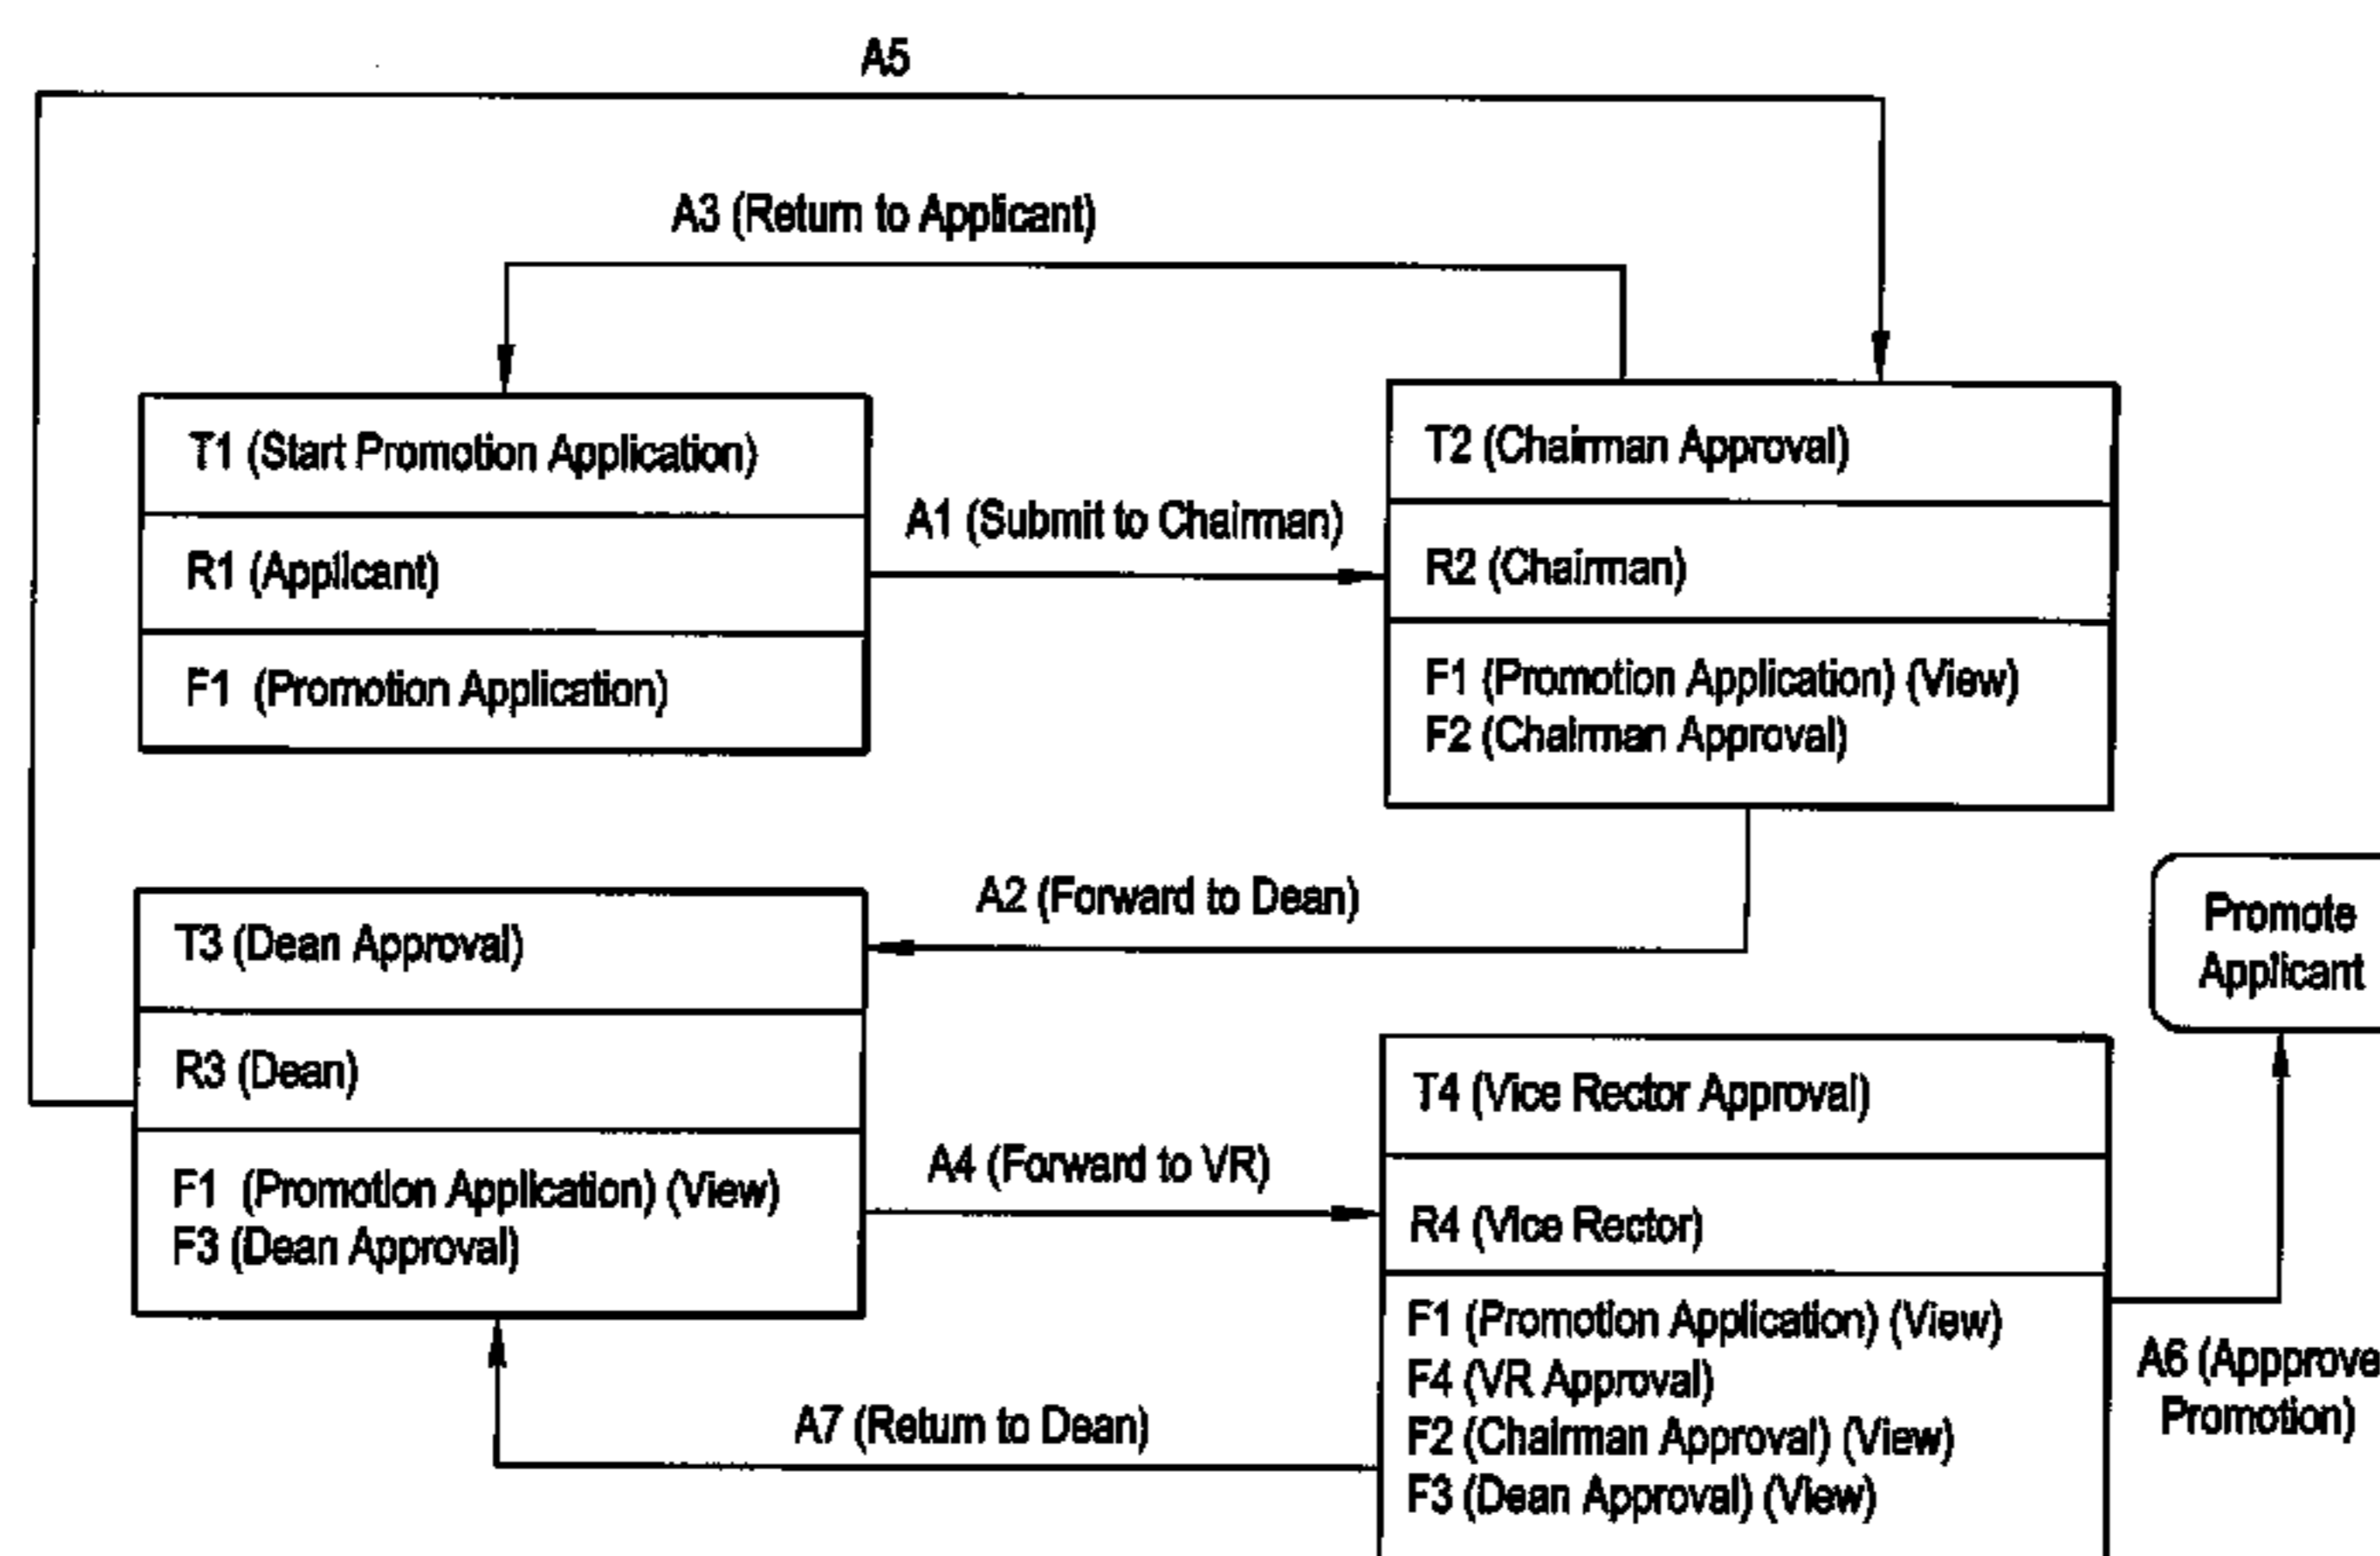 A5
A3 (Return to Applicant)
T1 (Start Promotion Application)
R1 (Applicant)
F1 (Promotion Application)
A1 (Submit to Chairman)
T2 (Chairman Approval)
R2 (Chairman)
F1 (Promotion Application) (View)
F2 (Chairman Approval)
A2 (Forward to Dean)
T3 (Dean Approval)
R3 (Dean)
F1 (Promotion Application) (View)
F3 (Dean Approval)
A4 (Forward to VR)
A7 (Return to Dean)
T4 (Vice Rector Approval)
R4 (Vice Rector)
F1 (Promotion Application) (View)
F4 (VR Approval)
F2 (Chairman Approval) (View)
F3 (Dean Approval) (View)
Promote
Applicant
A6 (Appprove
Promotion)